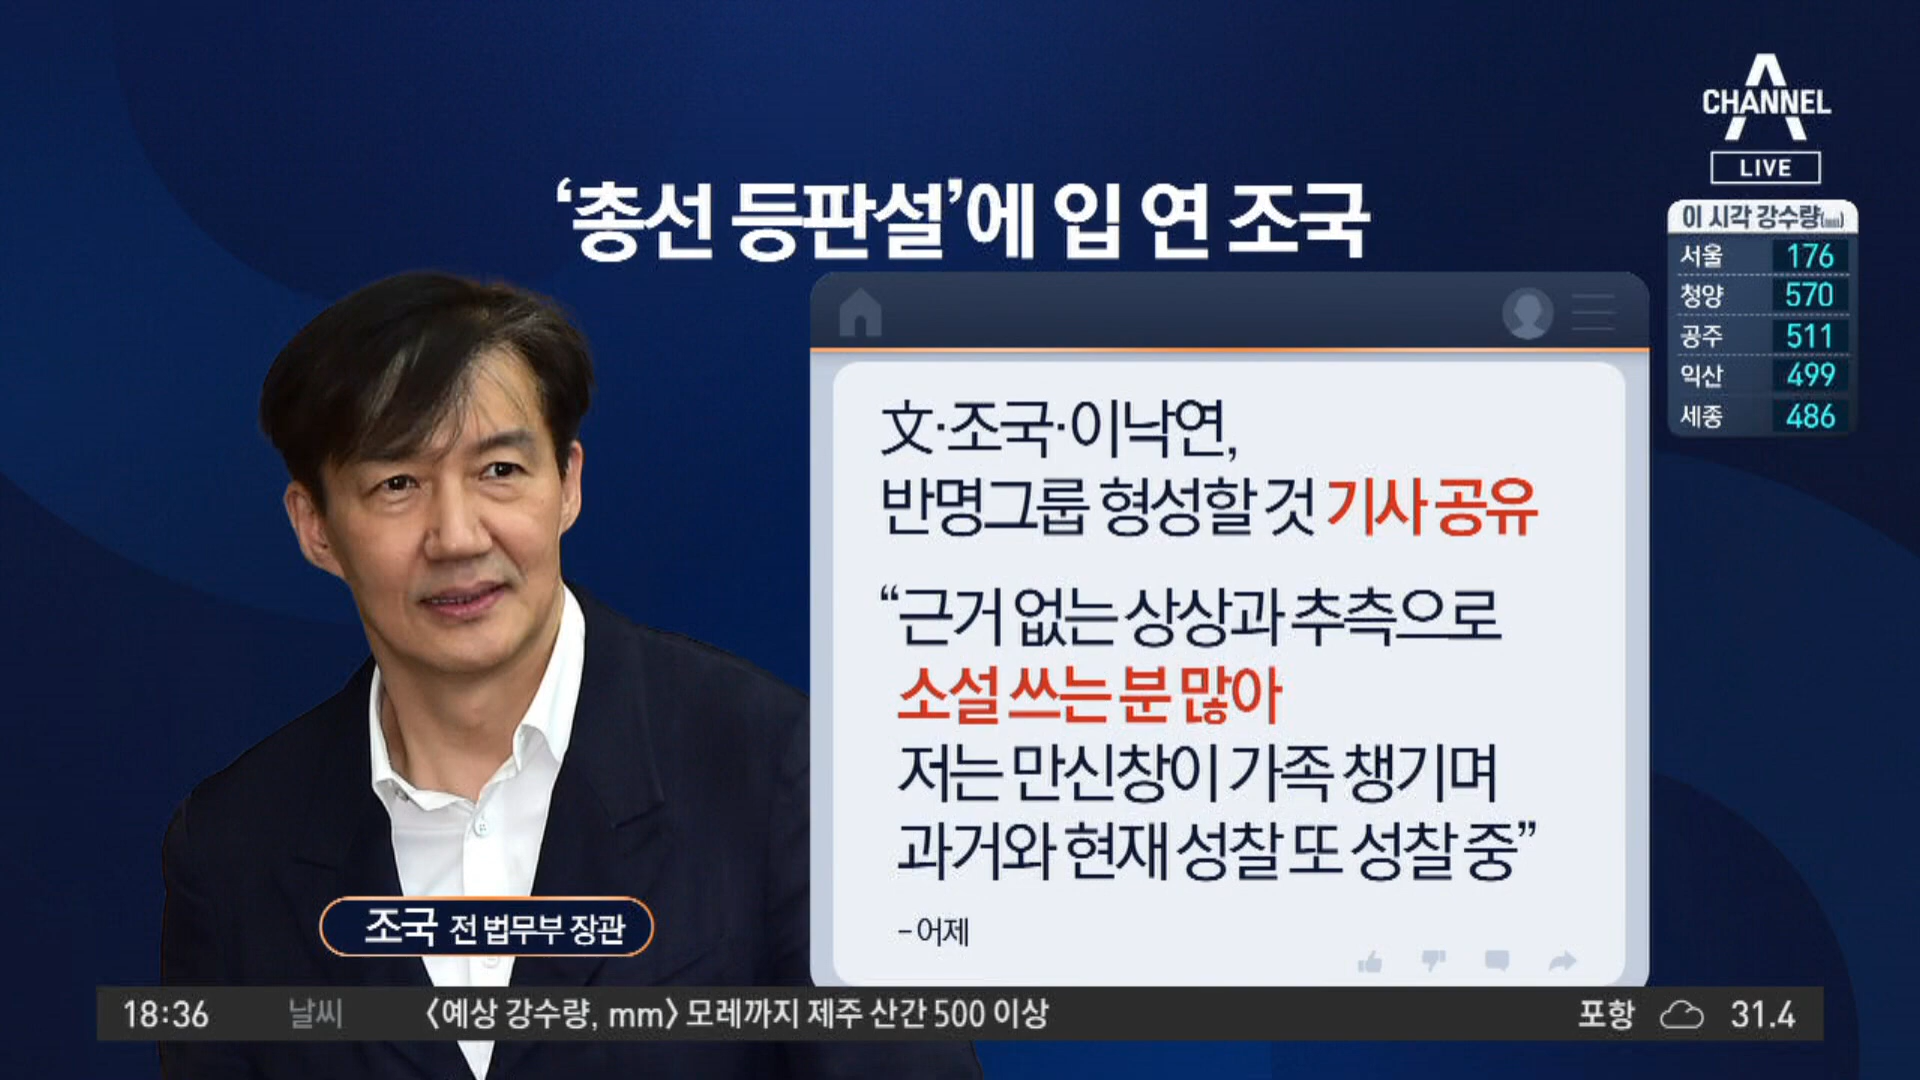 CHANNEL A
LIVE
‘총선 등판설’에 입 연 조국
이 시각 강수량(㎜)
서울 176
청양 570
공주 511
익산 499
세종 486
文·조국·이낙연,
반명그룹 형성할 것 기사 공유
“근거 없는 상상과 추측으로
소설 쓰는 분 많아
저는 만신창이 가족 챙기며
과거와 현재 성찰 또 성찰 중”
- 어제
조국 전 법무부 장관
18:36 날씨 〈예상 강수량, mm〉 모레까지 제주 산간 500 이상 포항 31.4